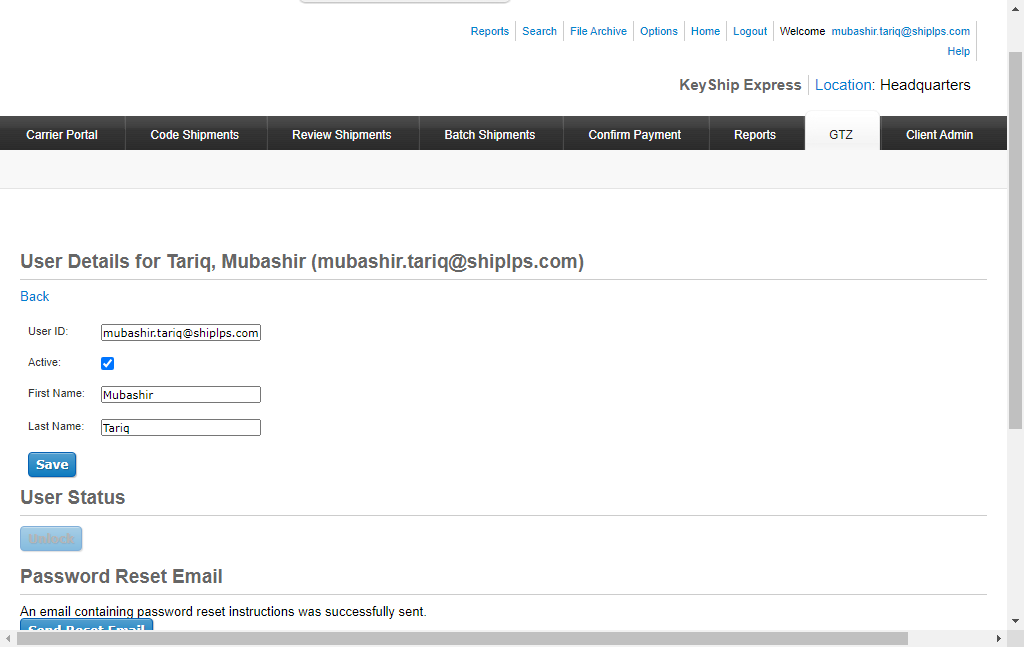 Reports Search File Archive Options Home Logout Welcome mubashir.tariq@shiplps.com
Help
KeyShip Express Location: Headquarters
Carrier Portal Code Shipments Review Shipments Batch Shipments Confirm Payment Reports GTZ Client Admin
User Details for Tariq, Mubashir (mubashir.tariq@shiplps.com)
Back
User ID: mubashir.tariq@shiplps.com
Active:
First Name: Mubashir
Last Name: Tariq
Save
User Status
Unlock
Password Reset Email
An email containing password reset instructions was successfully sent.
Send Reset Email